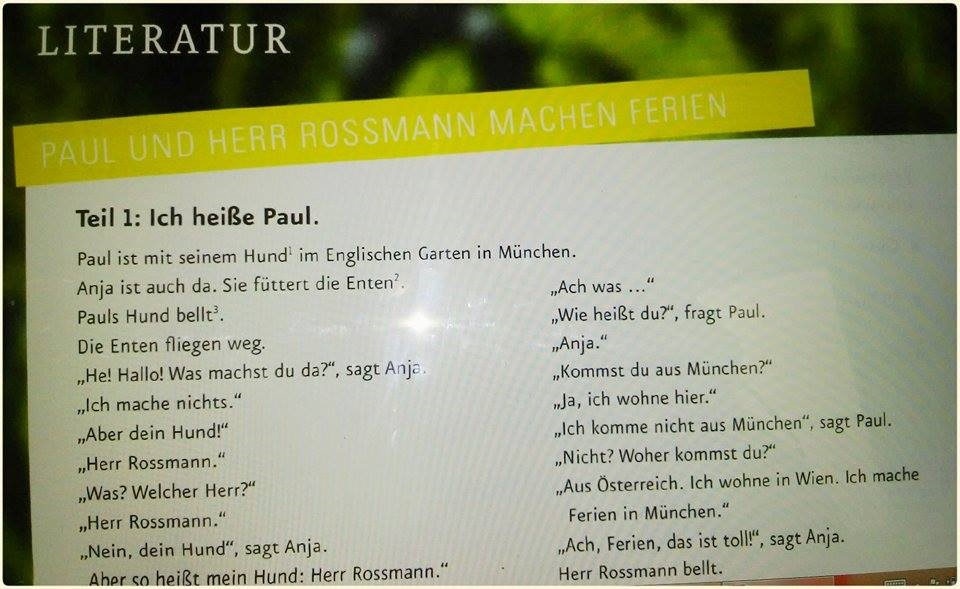 LITERATUR
PAUL UND HERR ROSSMANN MACHEN FERIEN
Teil 1: Ich heiße Paul.
Paul ist mit seinem Hund¹ im Englischen Garten in München.
Anja ist auch da. Sie füttert die Enten².
Pauls Hund bellt³.
Die Enten fliegen weg.
„He! Hallo! Was machst du da?“, sagt Anja.
„Ich mache nichts.“
„Aber dein Hund!“
„Herr Rossmann.“
„Was? Welcher Herr?“
„Herr Rossmann.“
„Nein, dein Hund“, sagt Anja.
„Aber so heißt mein Hund: Herr Rossmann.“
„Ach was ...“
„Wie heißt du?“, fragt Paul.
„Anja.“
„Kommst du aus München?“
„Ja, ich wohne hier.“
„Ich komme nicht aus München“, sagt Paul.
„Nicht? Woher kommst du?“
„Aus Österreich. Ich wohne in Wien. Ich mache
Ferien in München.“
„Ach, Ferien, das ist toll!“, sagt Anja.
Herr Rossmann bellt.